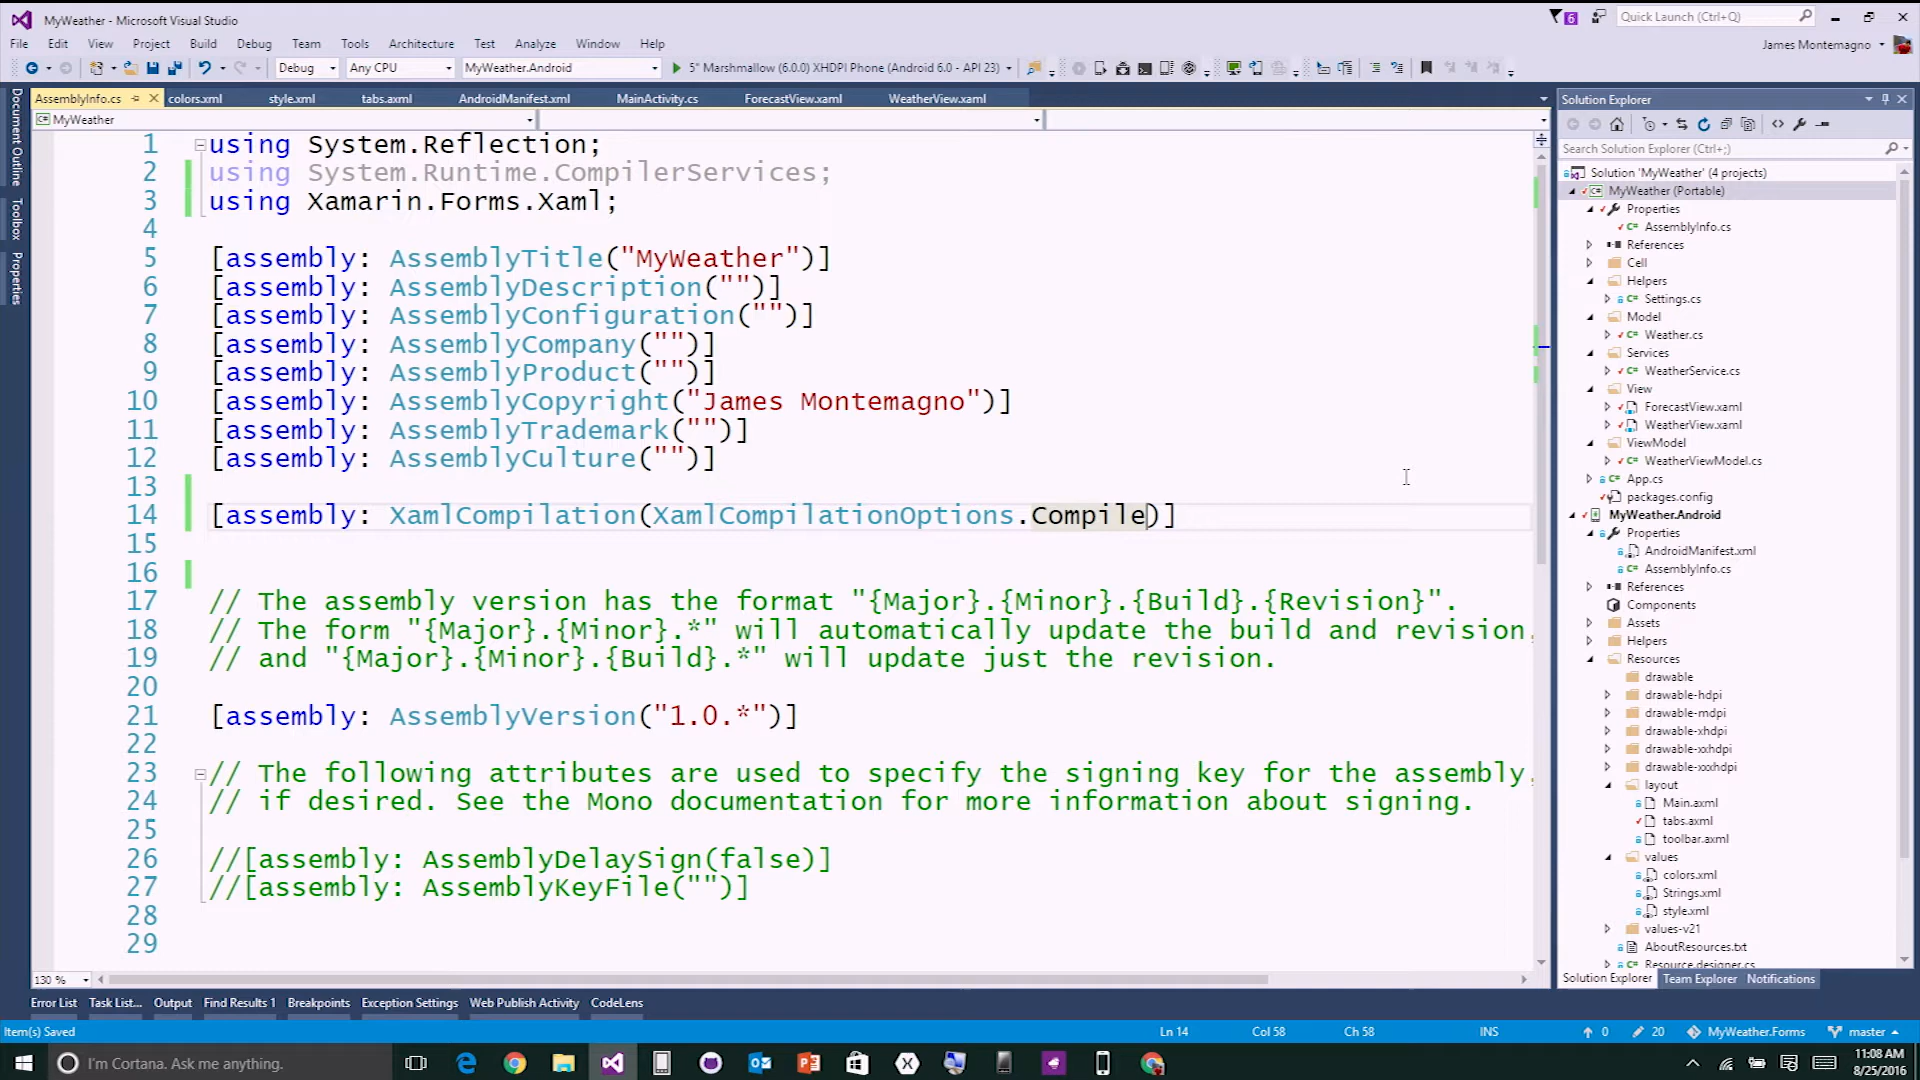 MyWeather - Microsoft Visual Studio
6
Quick Launch (Ctrl+Q)
File Edit View Project Build Debug Team Tools Architecture Test Analyze Window Help
James Montemagno
Debug Any CPU MyWeather.Android 5" Marshmallow (6.0.0) XHDPI Phone (Android 6.0 - API 23)
AssemblyInfo.cs colors.xml style.xml tabs.axml AndroidManifest.xml MainActivity.cs ForecastView.xaml WeatherView.xaml
MyWeather
Document Outline
Toolbox
Properties
1 using System.Reflection;
2 using System.Runtime.CompilerServices;
3 using Xamarin.Forms.Xaml;
4
5 [assembly: AssemblyTitle("MyWeather")]
6 [assembly: AssemblyDescription("")]
7 [assembly: AssemblyConfiguration("")]
8 [assembly: AssemblyCompany("")]
9 [assembly: AssemblyProduct("")]
10 [assembly: AssemblyCopyright("James Montemagno")]
11 [assembly: AssemblyTrademark("")]
12 [assembly: AssemblyCulture("")]
13
14 [assembly: XamlCompilation(XamlCompilationOptions.Compile)]
15
16
17 // The assembly version has the format "{Major}.{Minor}.{Build}.{Revision}".
18 // The form "{Major}.{Minor}.*" will automatically update the build and revision,
19 // and "{Major}.{Minor}.{Build}.*" will update just the revision.
20
21 [assembly: AssemblyVersion("1.0.*")]
22
23 // The following attributes are used to specify the signing key for the assembly,
24 // if desired. See the Mono documentation for more information about signing.
25
26 //[assembly: AssemblyDelaySign(false)]
27 //[assembly: AssemblyKeyFile("")]
28
29
130 %
Solution Explorer
Search Solution Explorer (Ctrl+;)
Solution 'MyWeather' (4 projects)
MyWeather (Portable)
Properties
AssemblyInfo.cs
References
Cell
Helpers
Settings.cs
Model
Weather.cs
Services
WeatherService.cs
View
ForecastView.xaml
WeatherView.xaml
ViewModel
WeatherViewModel.cs
App.cs
packages.config
MyWeather.Android
Properties
AndroidManifest.xml
AssemblyInfo.cs
References
Components
Assets
Helpers
Resources
drawable
drawable-hdpi
drawable-mdpi
drawable-xhdpi
drawable-xxhdpi
drawable-xxxhdpi
layout
Main.axml
tabs.axml
toolbar.axml
values
colors.xml
Strings.xml
style.xml
values-v21
AboutResources.txt
Resource.designer.cs
Solution Explorer Team Explorer Notifications
Error List Task List... Output Find Results 1 Breakpoints Exception Settings Web Publish Activity CodeLens
Item(s) Saved Ln 14 Col 58 Ch 58 INS 0 20 MyWeather.Forms master
I'm Cortana. Ask me anything.
11:08 AM
8/25/2016